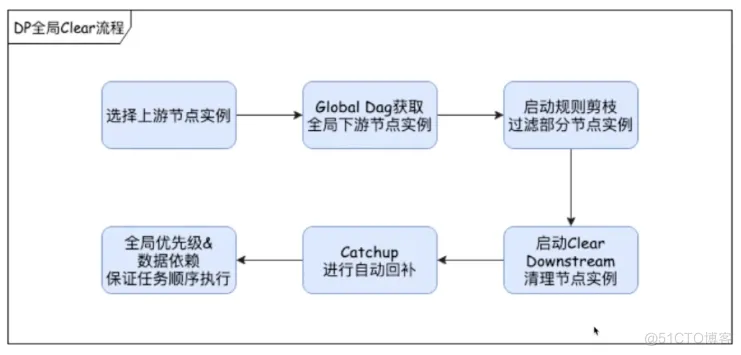 DP全局Clear流程
选择上游节点实例
Global Dag获取
全局下游节点实例
启动规则剪枝
过滤部分节点实例
启动Clear
Downstream
清理节点实例
Catchup
进行自动回补
全局优先级&
数据依赖
保证任务顺序执行
@51CTO博客